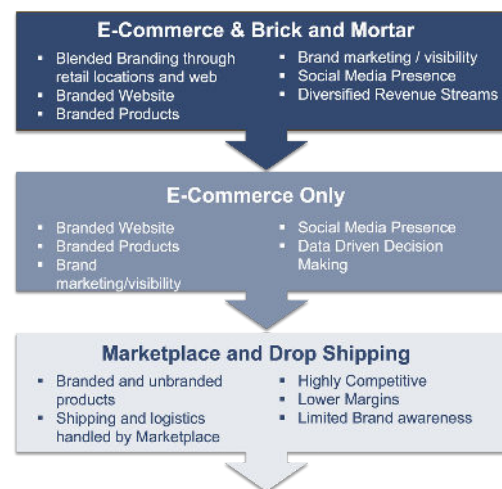 E-Commerce & Brick and Mortar
▪ Blended Branding through
retail locations and web
▪ Branded Website
▪ Branded Products
▪ Brand marketing / visibility
▪ Social Media Presence
▪ Diversified Revenue Streams
E-Commerce Only
▪ Branded Website
▪ Branded Products
▪ Brand
marketing/visibility
▪ Social Media Presence
▪ Data Driven Decision
Making
Marketplace and Drop Shipping
▪ Branded and unbranded
products
▪ Shipping and logistics
handled by Marketplace
▪ Highly Competitive
▪ Lower Margins
▪ Limited Brand awareness